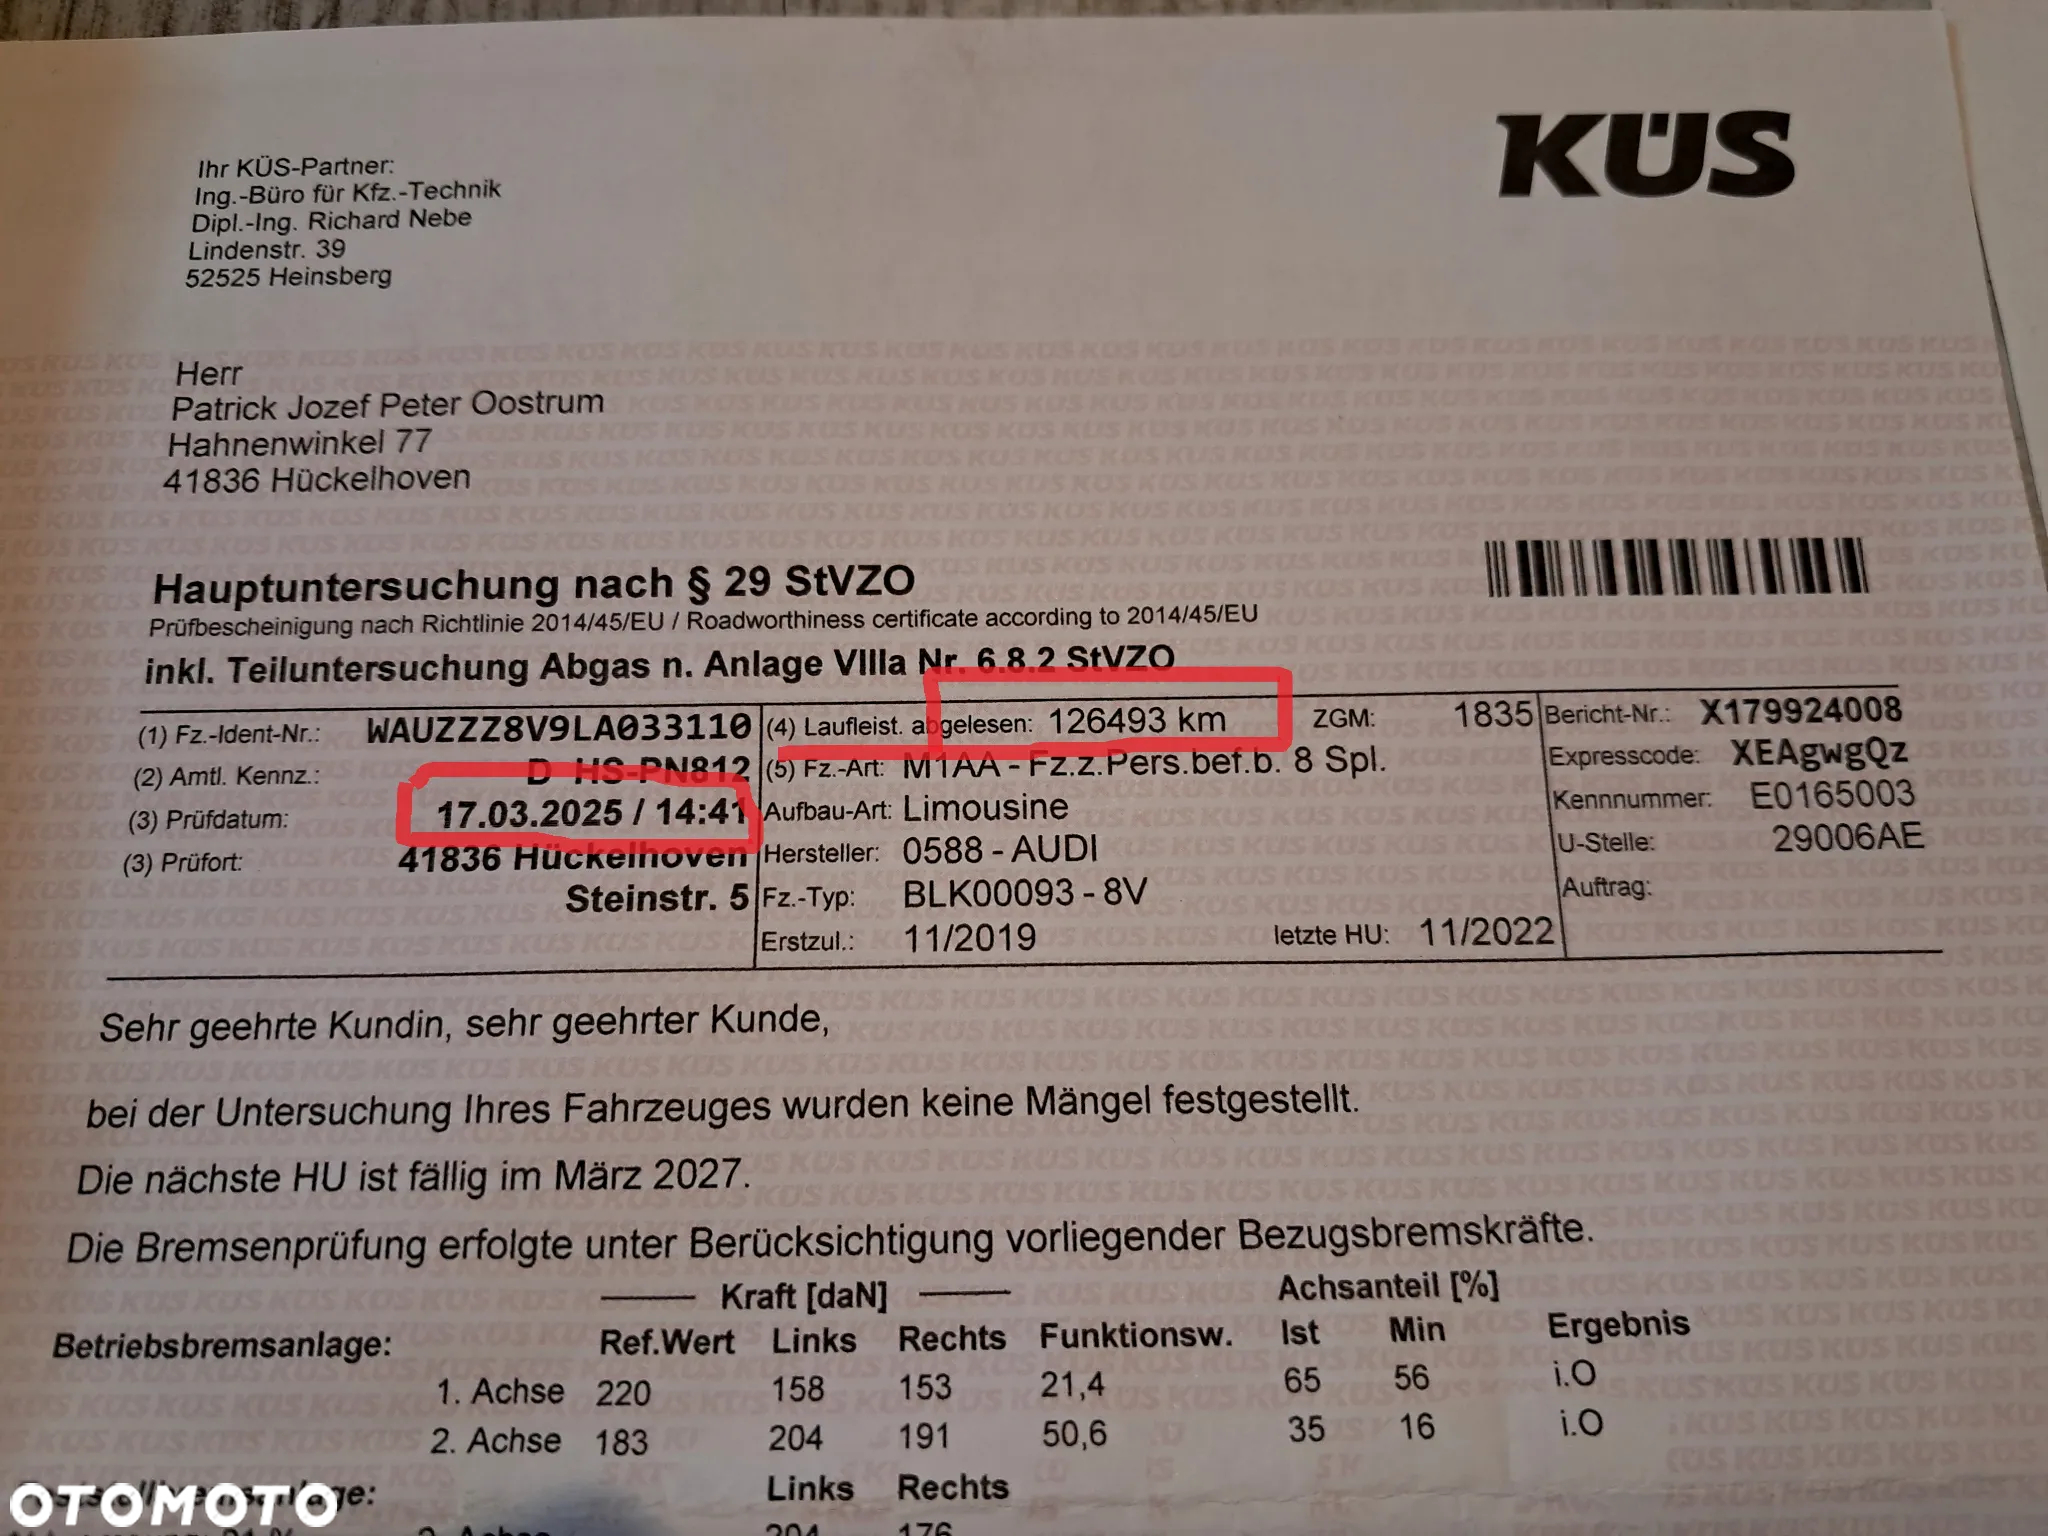 KÜS
Ihr KÜS-Partner:
Ing.-Büro für Kfz.-Technik
Dipl.-Ing. Richard Nebe
Lindenstr. 39
52525 Heinsberg
Herr
Patrick Jozef Peter Oostrum
Hahnenwinkel 77
41836 Hückelhoven
Hauptuntersuchung nach § 29 StVZO
Prüfbescheinigung nach Richtlinie 2014/45/EU / Roadworthiness certificate according to 2014/45/EU
inkl. Teiluntersuchung Abgas n. Anlage VIIIa Nr. 6.8.2 StVZO
(1) Fz.-Ident-Nr.: WAUZZZ8V9LA033110 (4) Laufleist. abgelesen: 126493 km ZGM: 1835 Bericht-Nr.: X179924008
(2) Amtl. Kennz.: D HS-PN812 (5) Fz.-Art: M1AA - Fz.z.Pers.bef.b. 8 Spl. Expresscode: XEAgwgQz
(3) Prüfdatum: 17.03.2025 / 14:41 Aufbau-Art: Limousine Kennnummer: E0165003
(3) Prüfort: 41836 Hückelhoven Hersteller: 0588 - AUDI U-Stelle: 29006AE
Steinstr. 5 Fz.-Typ: BLK00093 - 8V Auftrag:
Erstzul.: 11/2019 letzte HU: 11/2022
Sehr geehrte Kundin, sehr geehrter Kunde,
bei der Untersuchung Ihres Fahrzeuges wurden keine Mängel festgestellt.
Die nächste HU ist fällig im März 2027.
Die Bremsenprüfung erfolgte unter Berücksichtigung vorliegender Bezugsbremskräfte.
Kraft [daN] Achsanteil [%]
Betriebsbremsanlage: Ref.Wert Links Rechts Funktionsw. Ist Min Ergebnis
1. Achse 220 158 153 21,4 65 56 i.O
2. Achse 183 204 191 50,6 35 16 i.O
Links Rechts
2. Achse 204 176
OTOMOTO